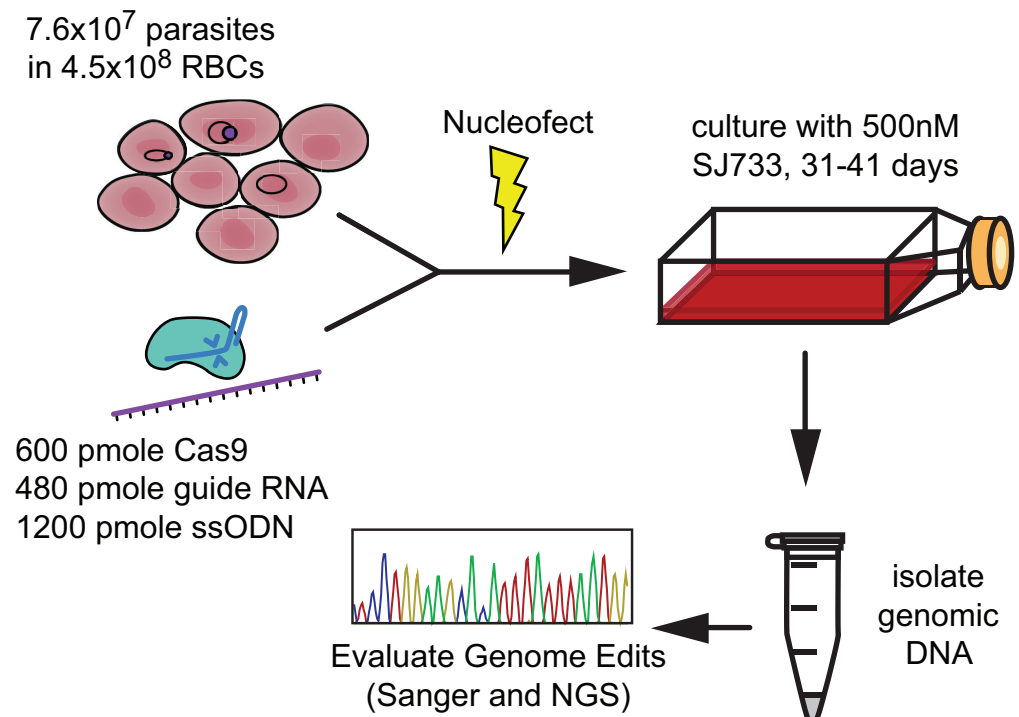 7.6x10⁷ parasites
in 4.5x10⁸ RBCs
Nucleofect
culture with 500nM
SJ733, 31-41 days
600 pmole Cas9
480 pmole guide RNA
1200 pmole ssODN
isolate
genomic
DNA
Evaluate Genome Edits
(Sanger and NGS)